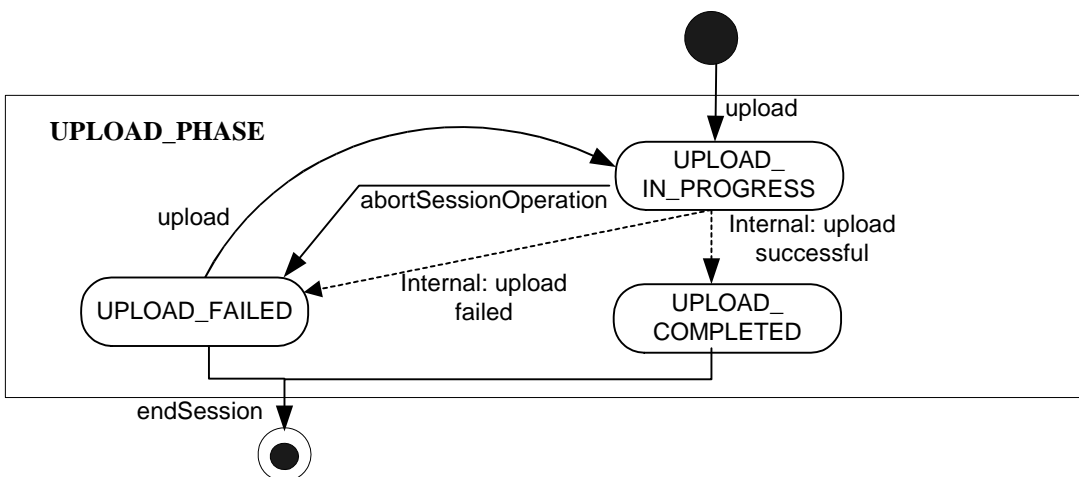 upload
UPLOAD_PHASE
UPLOAD_
IN_PROGRESS
abortSessionOperation
upload
Internal: upload
successful
Internal: upload
failed
UPLOAD_FAILED
UPLOAD_
COMPLETED
endSession